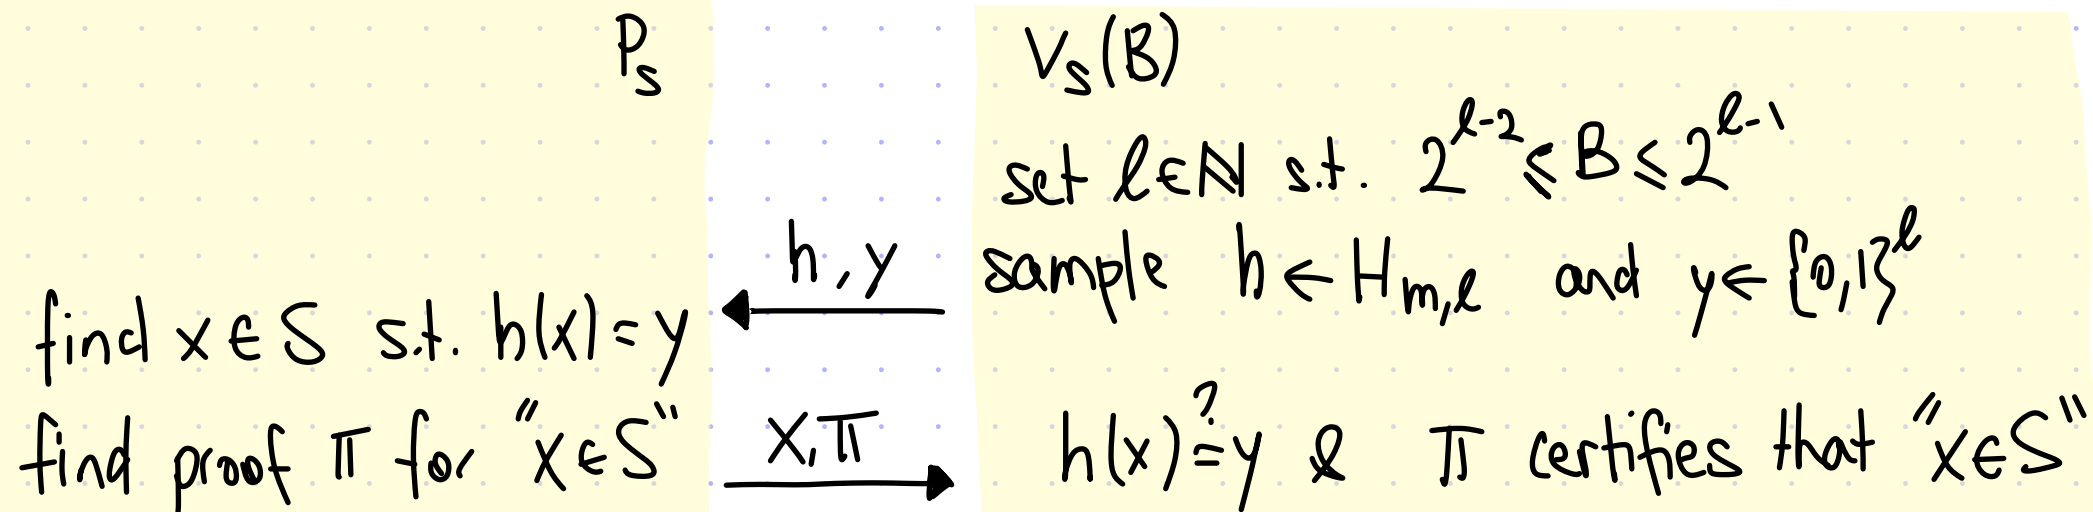 P_S
V_S(B)
set l∈ℕ s.t. 2^{l-2} ≤ B ≤ 2^{l-1}
sample h ← H_{m,l} and y ← {0,1}^l
h, y
find x ∈ S s.t. h(x) = y
find proof π for "x∈S"
x, π
h(x) ?= y & π certifies that "x∈S"